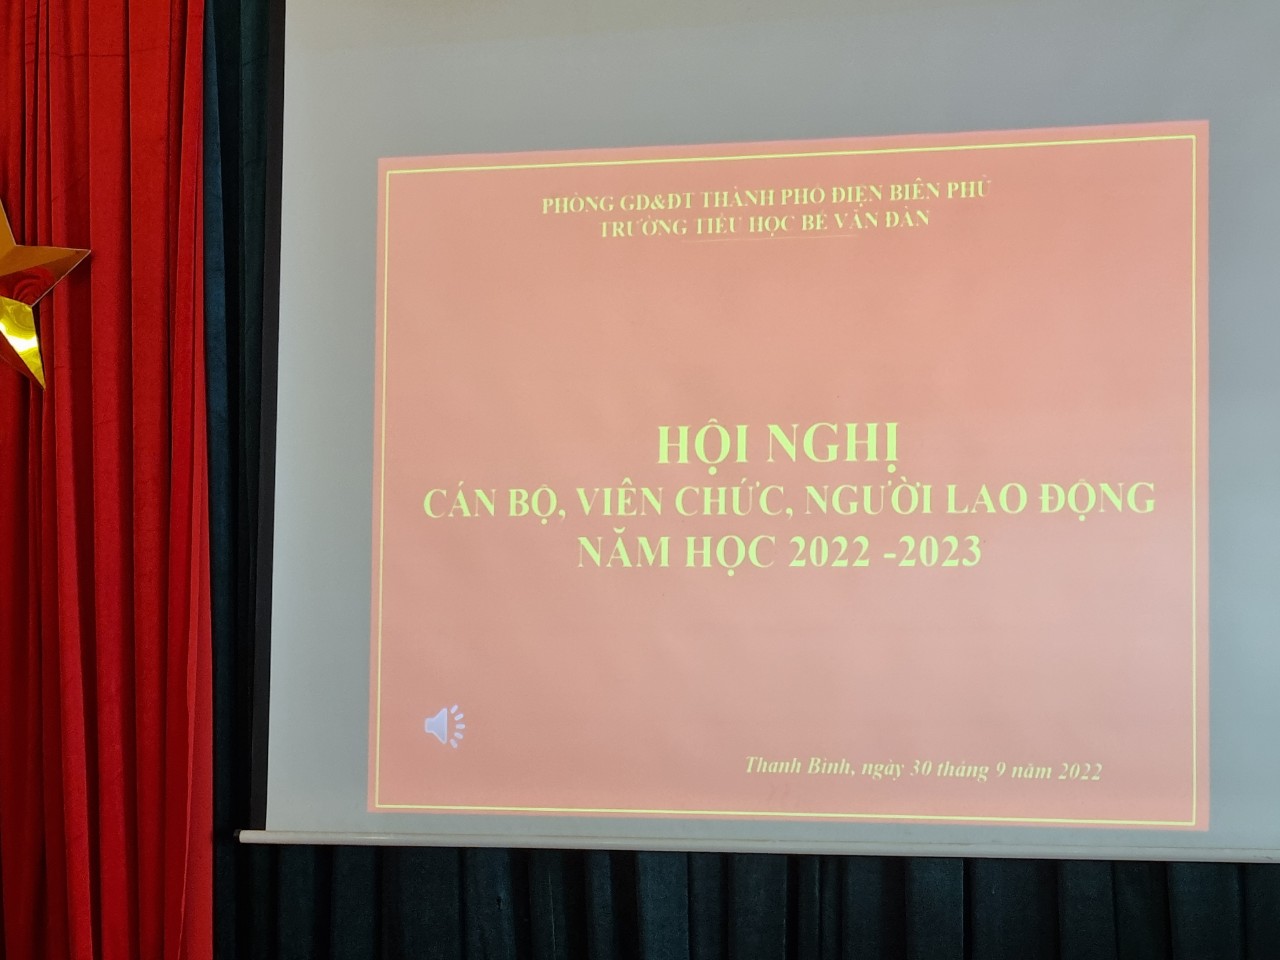 PHÒNG GD&ĐT THÀNH PHỐ ĐIỆN BIÊN PHỦ
TRƯỜNG TIỂU HỌC BẾ VĂN ĐÀN
HỘI NGHỊ
CÁN BỘ, VIÊN CHỨC, NGƯỜI LAO ĐỘNG
NĂM HỌC 2022 -2023
Thanh Bình, ngày 30 tháng 9 năm 2022